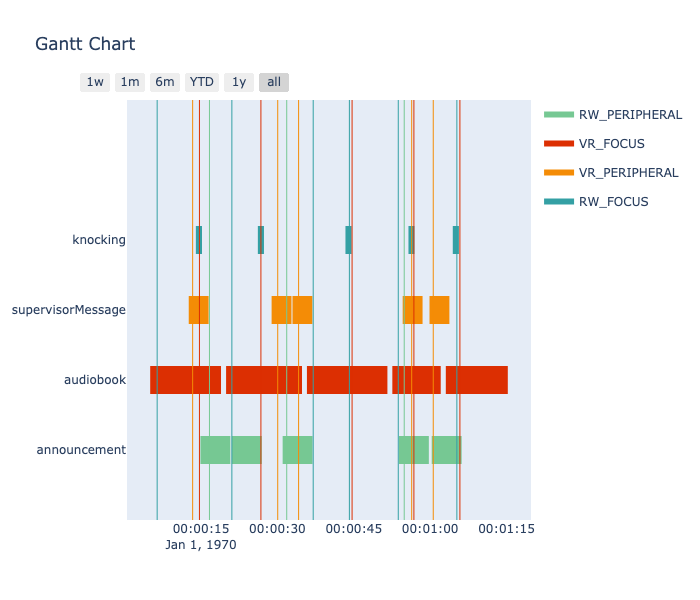 Gantt Chart
1w 1m 6m YTD 1y all
RW_PERIPHERAL
VR_FOCUS
VR_PERIPHERAL
RW_FOCUS
knocking
supervisorMessage
audiobook
announcement
00:00:15 00:00:30 00:00:45 00:01:00 00:01:15
Jan 1, 1970